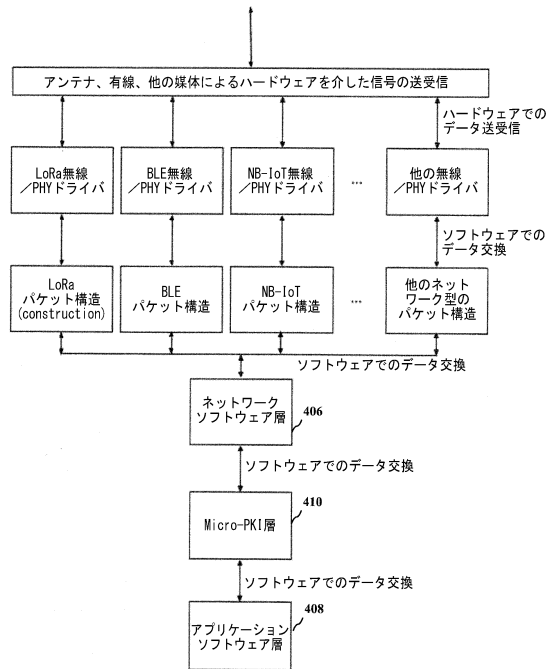 アンテナ、有線、他の媒体によるハードウェアを介した信号の送受信
ハードウェアでの
データ送受信
LoRa無線
／PHYドライバ
BLE無線
／PHYドライバ
NB-IoT無線
／PHYドライバ
…
他の無線
／PHYドライバ
ソフトウェアでの
データ交換
LoRa
パケット構造
(construction)
BLE
パケット構造
NB-IoT
パケット構造
…
他のネット
ワーク型の
パケット構造
ソフトウェアでのデータ交換
ネットワーク
ソフトウェア層
406
ソフトウェアでのデータ交換
Micro-PKI層
410
ソフトウェアでのデータ交換
アプリケーション
ソフトウェア層
408